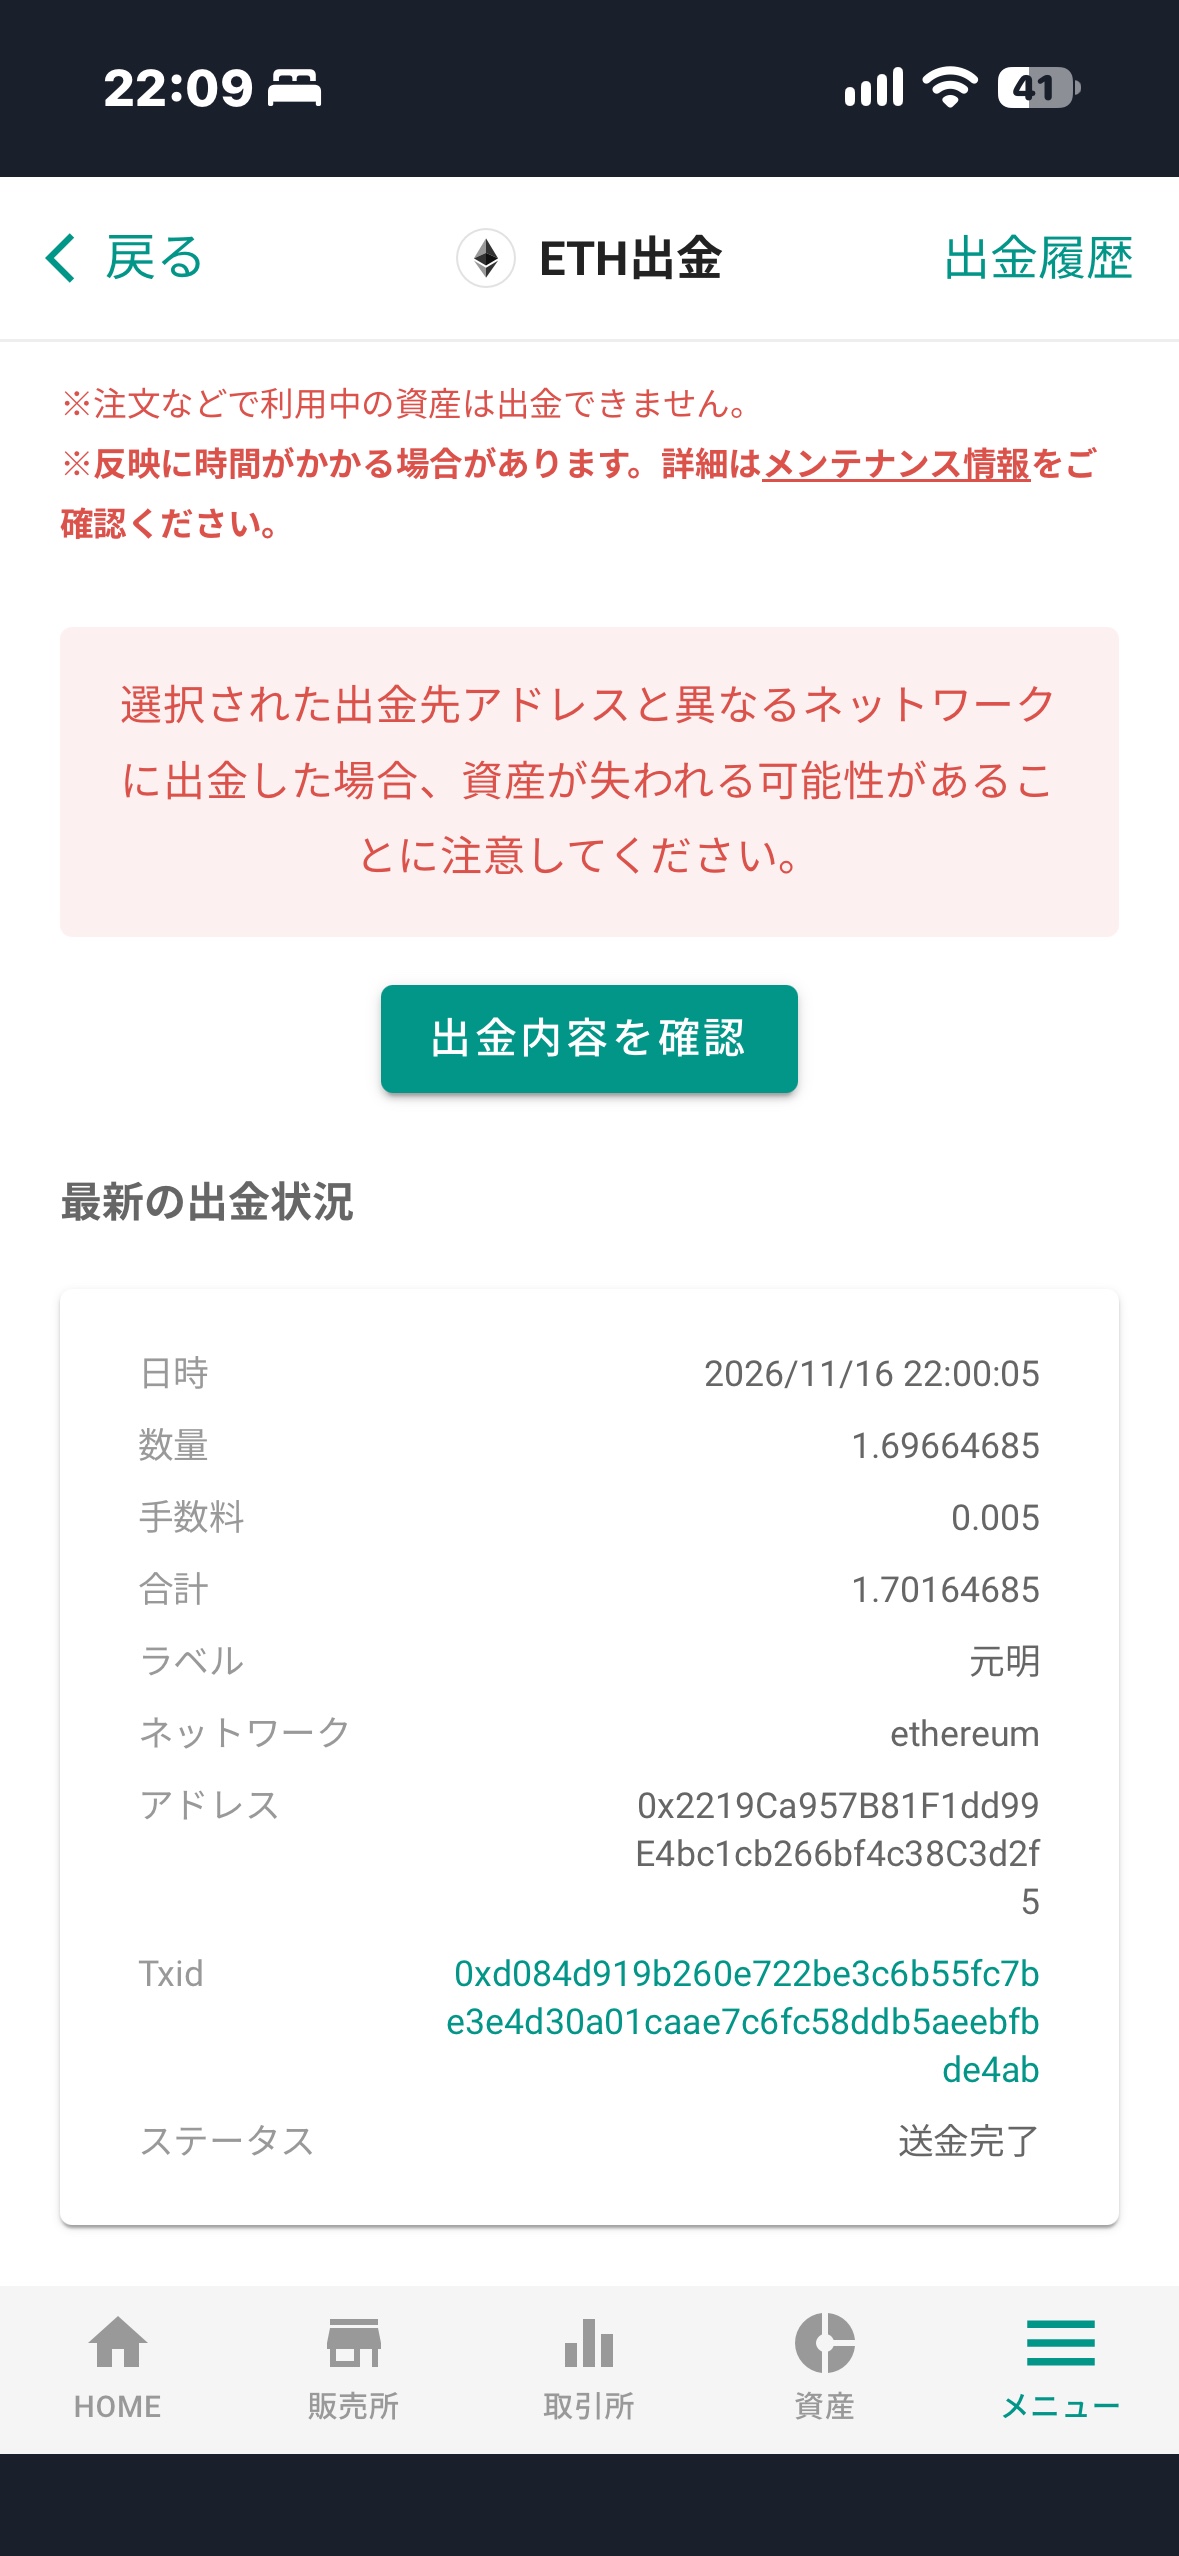 22:09
41
戻る
ETH出金
出金履歴
※注文などで利用中の資産は出金できません。
※反映に時間がかかる場合があります。詳細はメンテナンス情報をご
確認ください。
選択された出金先アドレスと異なるネットワーク
に出金した場合、資産が失われる可能性があるこ
とに注意してください。
出金内容を確認
最新の出金状況
日時 2026/11/16 22:00:05
数量 1.69664685
手数料 0.005
合計 1.70164685
ラベル 元明
ネットワーク ethereum
アドレス 0x2219Ca957B81F1dd99
E4bc1cb266bf4c38C3d2f
5
Txid 0xd084d919b260e722be3c6b55fc7b
e3e4d30a01caae7c6fc58ddb5aeebfb
de4ab
ステータス 送金完了
HOME
販売所
取引所
資産
メニュー